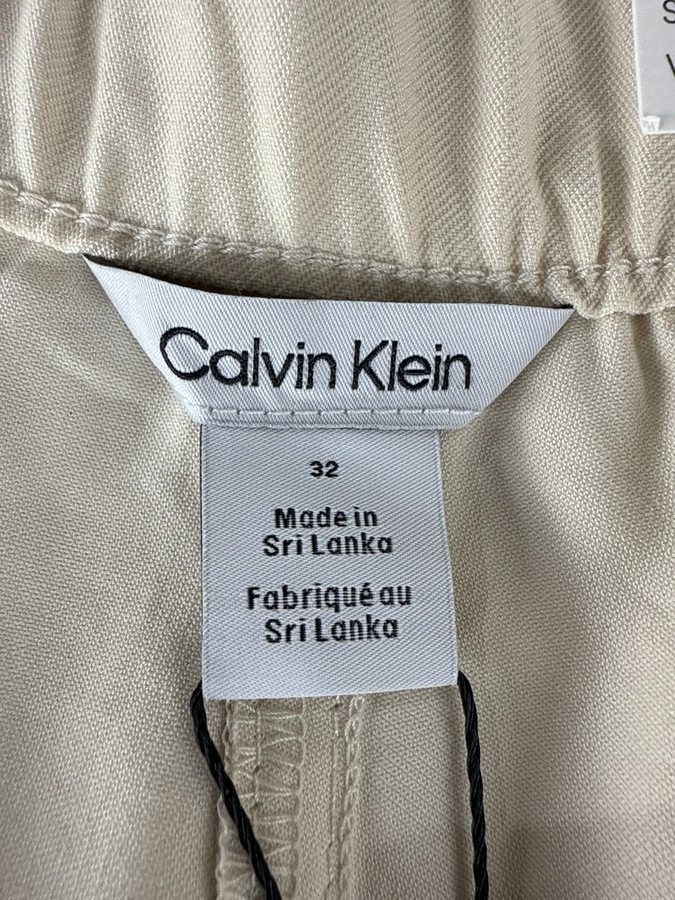 Calvin Klein
32
Made in
Sri Lanka
Fabriqué au
Sri Lanka